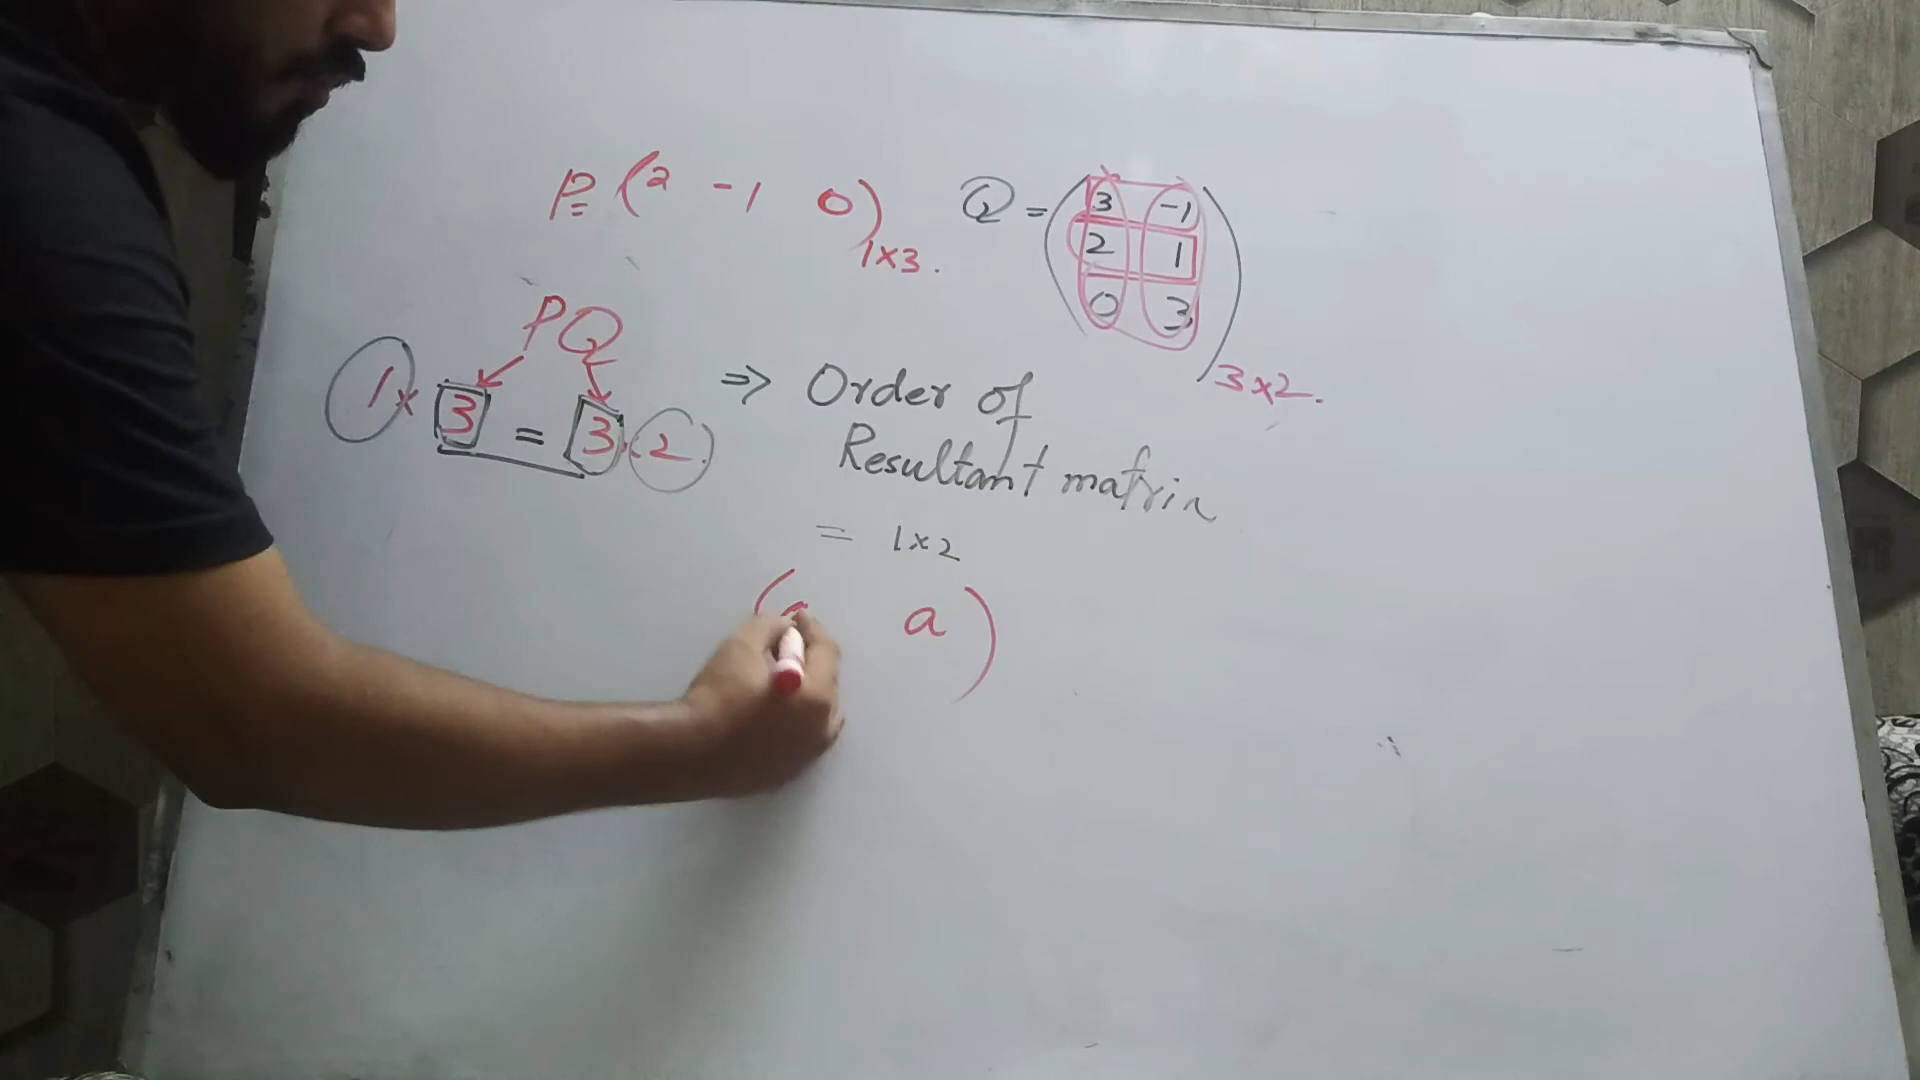 P = ( 2 -1 0 ) 1×3 .
Q = ( 3 -1
2 1
0 3 ) 3×2.
PQ
1 × 3 = 3 . 2 . ⇒ Order of
Resultant matrix
= 1×2
( a )